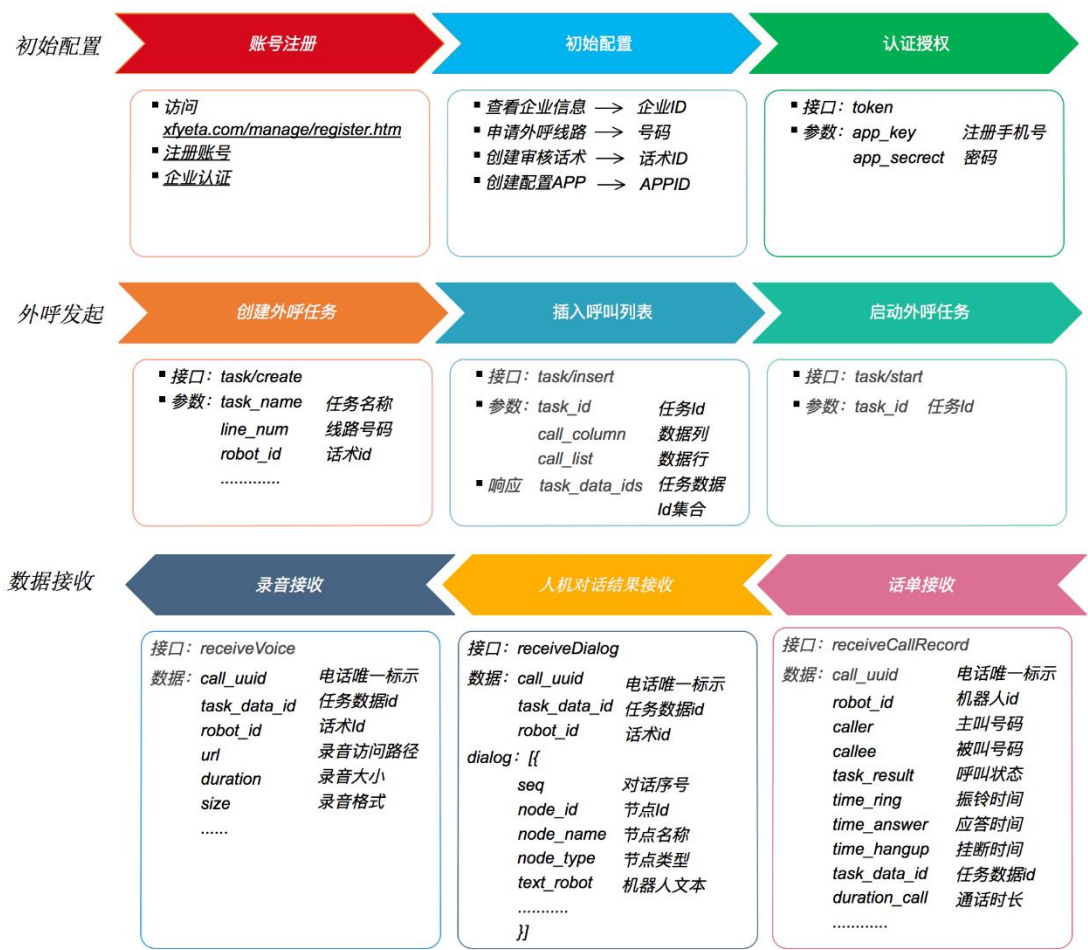 初始配置
账号注册
初始配置
认证授权
▪ 访问
xfyeta.com/manage/register.htm
▪ 注册账号
▪ 企业认证
▪ 查看企业信息 → 企业ID
▪ 申请外呼线路 → 号码
▪ 创建审核话术 → 话术ID
▪ 创建配置APP → APPID
▪ 接口：token
▪ 参数：app_key 注册手机号
app_secrect 密码
外呼发起
创建外呼任务
插入呼叫列表
启动外呼任务
▪ 接口：task/create
▪ 参数：task_name 任务名称
line_num 线路号码
robot_id 话术id
.............
▪ 接口：task/insert
▪ 参数：task_id 任务Id
call_column 数据列
call_list 数据行
▪ 响应 task_data_ids 任务数据
Id集合
▪ 接口：task/start
▪ 参数：task_id 任务Id
数据接收
录音接收
人机对话结果接收
话单接收
接口：receiveVoice
数据：call_uuid 电话唯一标示
task_data_id 任务数据id
robot_id 话术Id
url 录音访问路径
duration 录音大小
size 录音格式
......
接口：receiveDialog
数据：call_uuid 电话唯一标示
task_data_id 任务数据id
robot_id 话术id
dialog：[{
seq 对话序号
node_id 节点Id
node_name 节点名称
node_type 节点类型
text_robot 机器人文本
...........
}]
接口：receiveCallRecord
数据：call_uuid 电话唯一标示
robot_id 机器人id
caller 主叫号码
callee 被叫号码
task_result 呼叫状态
time_ring 振铃时间
time_answer 应答时间
time_hangup 挂断时间
task_data_id 任务数据id
duration_call 通话时长
............